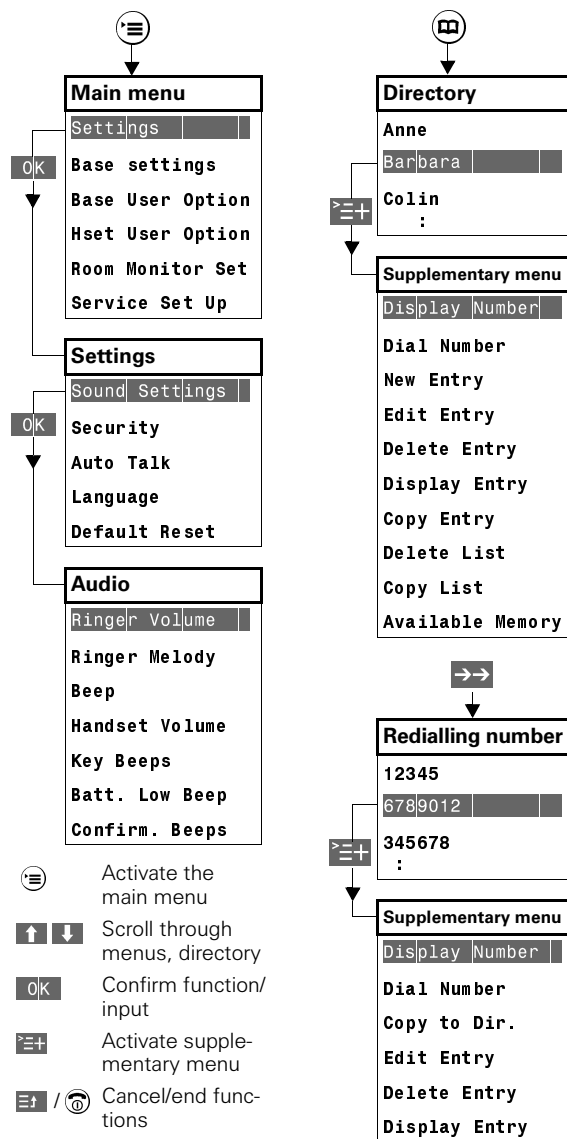 Main menu
Settings
OK
Base settings
Base User Option
Hset User Option
Room Monitor Set
Service Set Up
Settings
Sound Settings
OK
Security
Auto Talk
Language
Default Reset
Audio
Ringer Volume
Ringer Melody
Beep
Handset Volume
Key Beeps
Batt. Low Beep
Confirm. Beeps
Activate the
main menu
Scroll through
menus, directory
OK
Confirm function/
input
Activate supple-
mentary menu
/
Cancel/end func-
tions
Directory
Anne
Barbara
Colin
:
Supplementary menu
Display Number
Dial Number
New Entry
Edit Entry
Delete Entry
Display Entry
Copy Entry
Delete List
Copy List
Available Memory
Redialling number
12345
6789012
345678
:
Supplementary menu
Display Number
Dial Number
Copy to Dir.
Edit Entry
Delete Entry
Display Entry